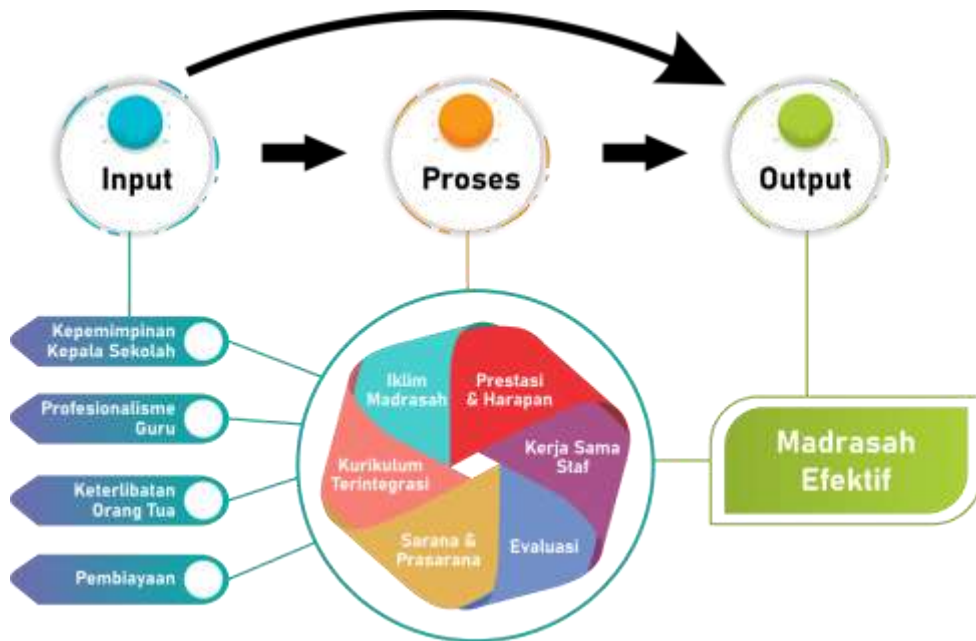 Input
Proses
Output
Kepemimpinan
Kepala Sekolah
Profesionalisme
Guru
Keterlibatan
Orang Tua
Pembiayaan
Iklim
Madrasah
Prestasi
& Harapan
Kerja Sama
Staf
Evaluasi
Sarana &
Prasarana
Kurikulum
Terintegrasi
Madrasah
Efektif